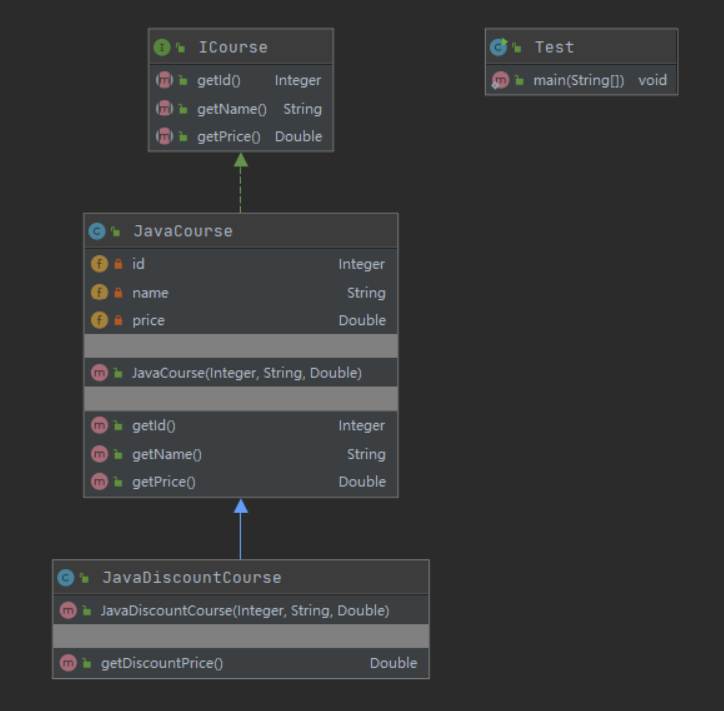 ICourse
getId() Integer
getName() String
getPrice() Double
Test
main(String[]) void
JavaCourse
id Integer
name String
price Double
JavaCourse(Integer, String, Double)
getId() Integer
getName() String
getPrice() Double
JavaDiscountCourse
JavaDiscountCourse(Integer, String, Double)
getDiscountPrice() Double